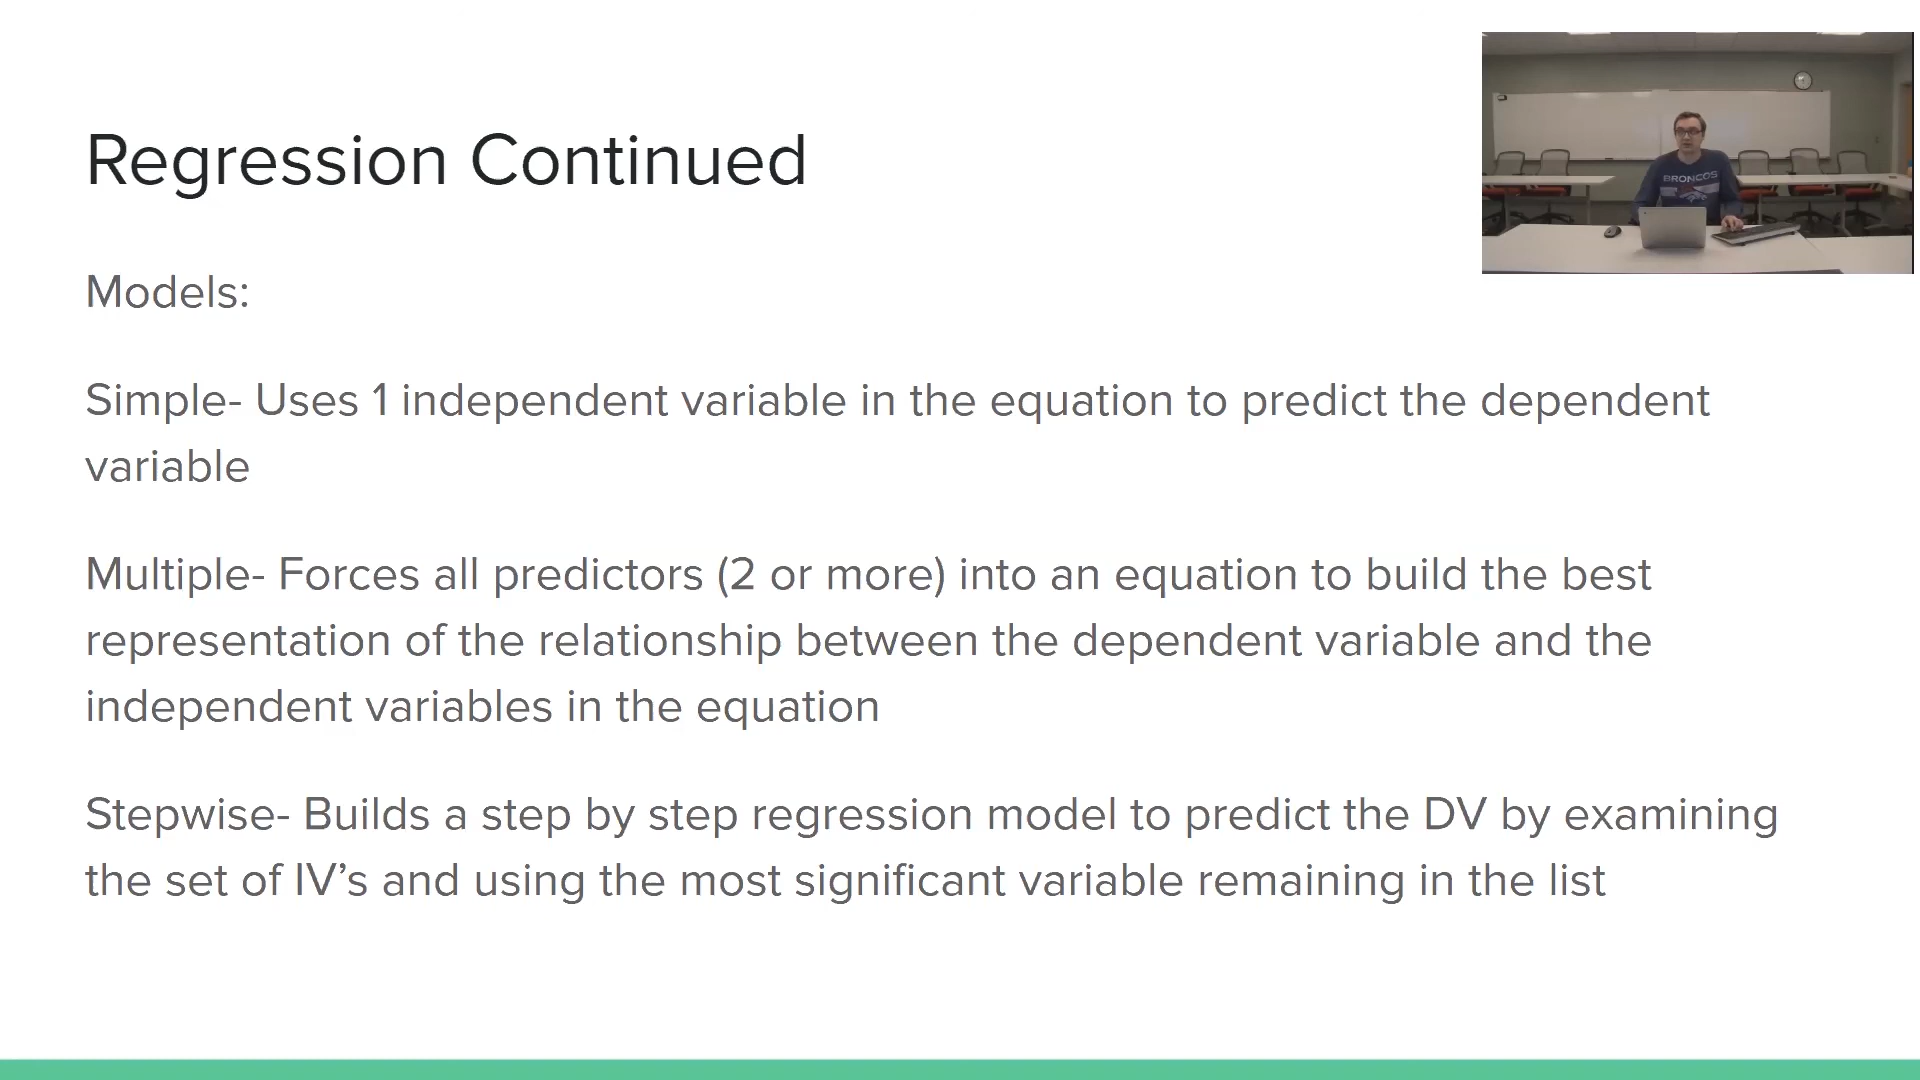 Regression Continued
BRONCOS
Models:
Simple- Uses 1 independent variable in the equation to predict the dependent
variable
Multiple- Forces all predictors (2 or more) into an equation to build the best
representation of the relationship between the dependent variable and the
independent variables in the equation
Stepwise- Builds a step by step regression model to predict the DV by examining
the set of IV’s and using the most significant variable remaining in the list